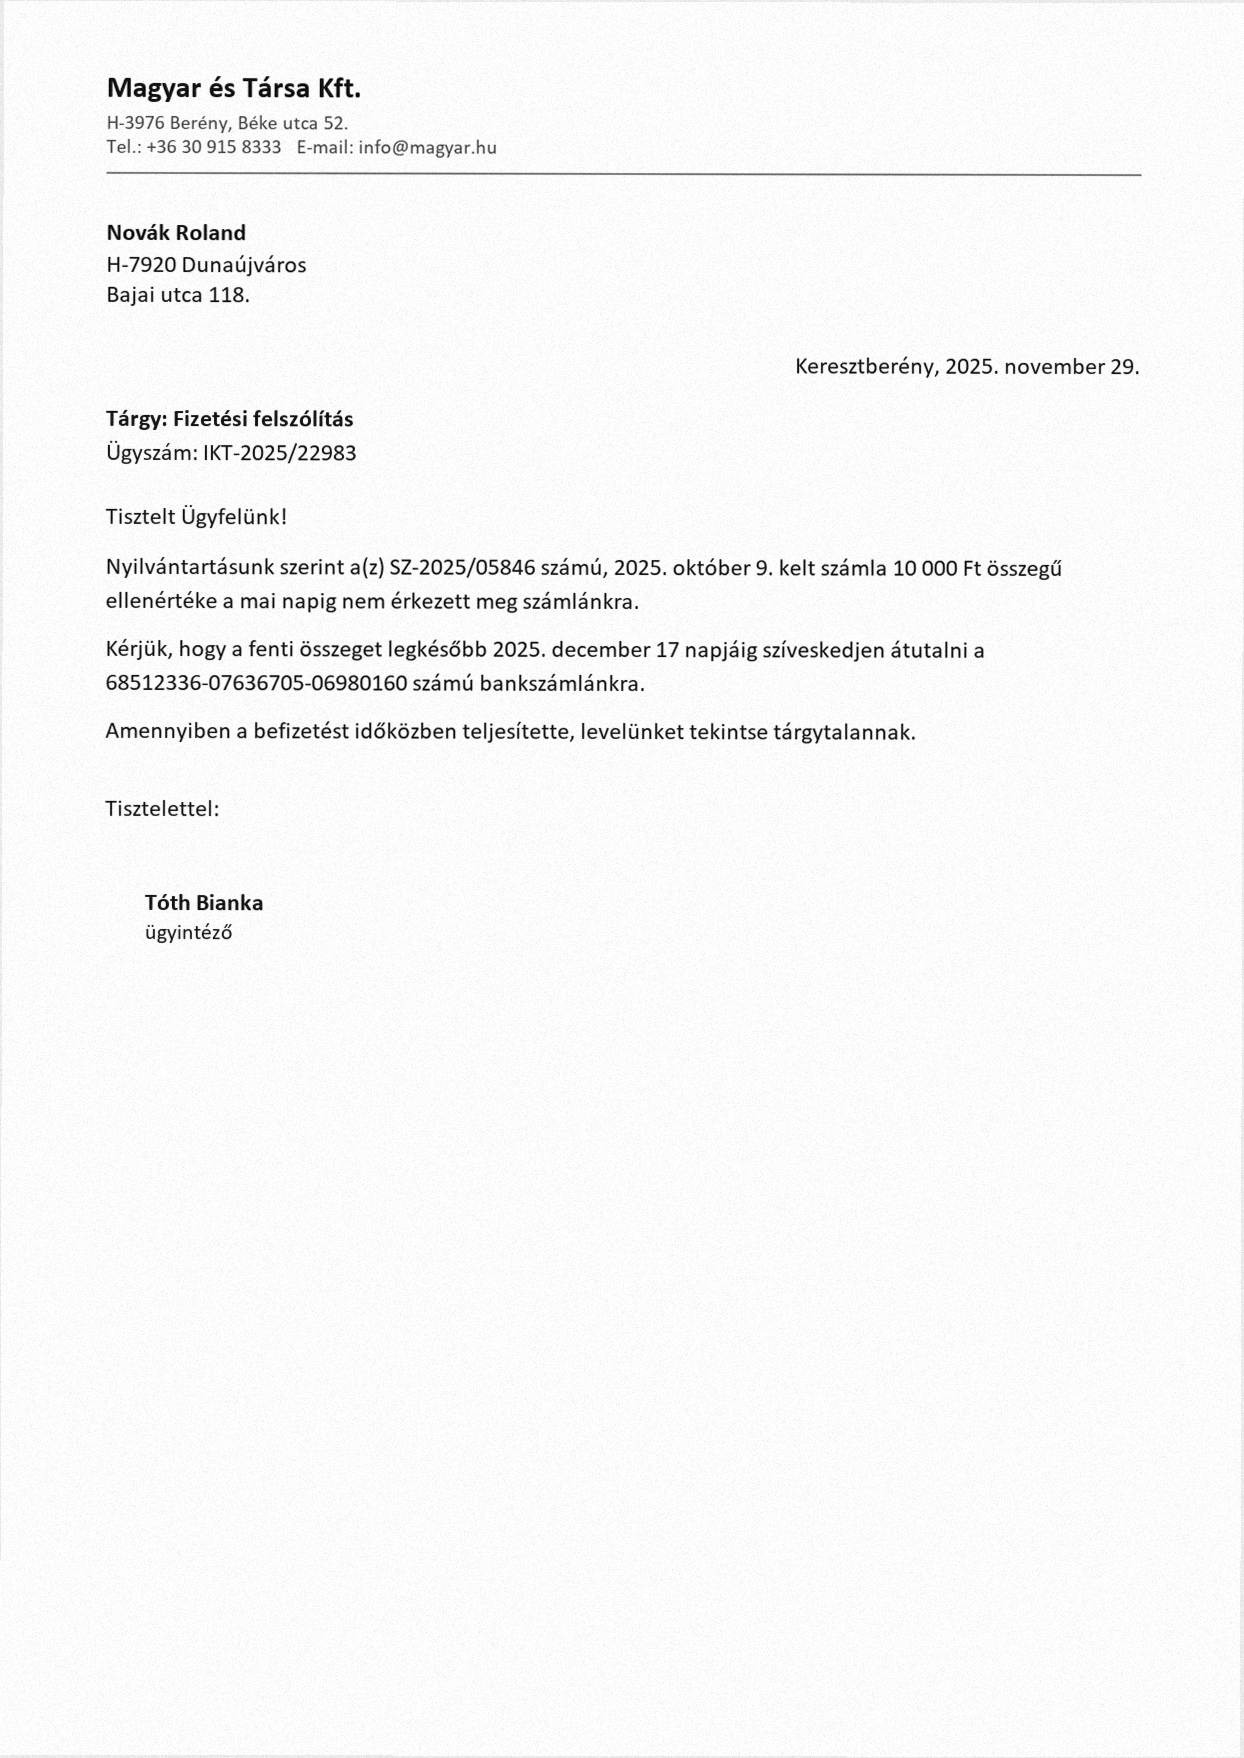 Magyar és Társa Kft.
H-3976 Berény, Béke utca 52.
Tel.: +36 30 915 8333 E-mail: info@magyar.hu
Novák Roland
H-7920 Dunaújváros
Bajai utca 118.
Keresztberény, 2025. november 29.
Tárgy: Fizetési felszólítás
Ügyszám: IKT-2025/22983
Tisztelt Ügyfelünk!
Nyilvántartásunk szerint a(z) SZ-2025/05846 számú, 2025. október 9. kelt számla 10 000 Ft összegű
ellenértéke a mai napig nem érkezett meg számlánkra.
Kérjük, hogy a fenti összeget legkésőbb 2025. december 17 napjáig szíveskedjen átutalni a
68512336-07636705-06980160 számú bankszámlánkra.
Amennyiben a befizetést időközben teljesítette, levelünket tekintse tárgytalannak.
Tisztelettel:
Tóth Bianka
ügyintéző